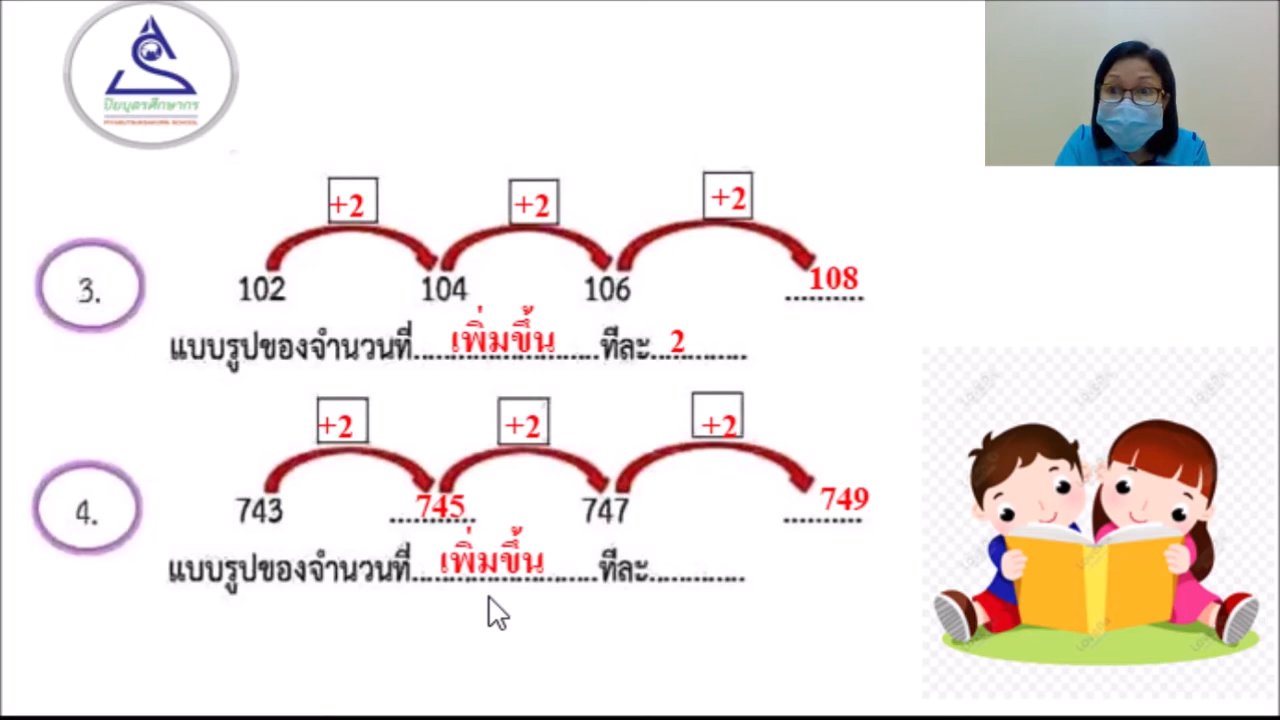 ปิยบุตรศึกษากร
PIYABUTSUKSAKORN SCHOOL
+2 +2 +2
3. 102 104 106 108
แบบรูปของจำนวนที่ เพิ่มขึ้น ทีละ 2
+2 +2 +2
4. 743 745 747 749
แบบรูปของจำนวนที่ เพิ่มขึ้น ทีละ